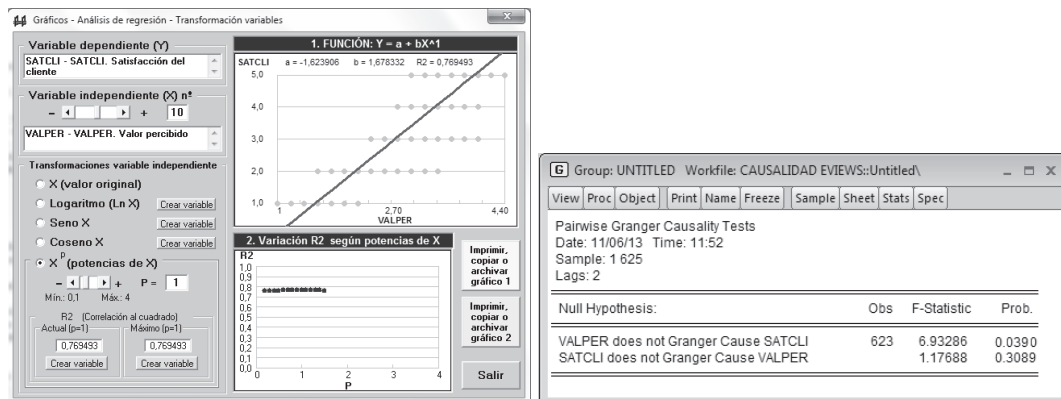 Gráficos - Análisis de regresión - Transformación variables
Variable dependiente (Y)
SATCLI - SATCLI. Satisfacción del
cliente
Variable independiente (X) nº
- + 10
VALPER - VALPER. Valor percibido
Transformaciones variable independiente
X (valor original)
Logaritmo (Ln X) Crear variable
Seno X Crear variable
Coseno X Crear variable
X^p (potencias de X)
- + P = 1
Mín.: 0,1 Máx.: 4
R2 (Correlación al cuadrado)
Actual (p=1) Máximo (p=1)
0,769493 0,769493
Crear variable Crear variable
1. FUNCIÓN: Y = a + bX^1
SATCLI a = -1,623906 b = 1,678332 R2 = 0,769493
5,0
4,0
3,0
2,0
1,0
1 2,70 4,40
VALPER
2. Variación R2 según potencias de X
R2
1,0
0,9
0,8
0,7
0,6
0,5
0,4
0,3
0,2
0,1
0,0
0 1 2 3 4
P
Imprimir,
copiar o
archivar
gráfico 1
Imprimir,
copiar o
archivar
gráfico 2
Salir
G Group: UNTITLED Workfile: CAUSALIDAD EVIEWS::Untitled\
View Proc Object Print Name Freeze Sample Sheet Stats Spec
Pairwise Granger Causality Tests
Date: 11/06/13 Time: 11:52
Sample: 1 625
Lags: 2
Null Hypothesis: Obs F-Statistic Prob.
VALPER does not Granger Cause SATCLI 623 6.93286 0.0390
SATCLI does not Granger Cause VALPER 1.17688 0.3089